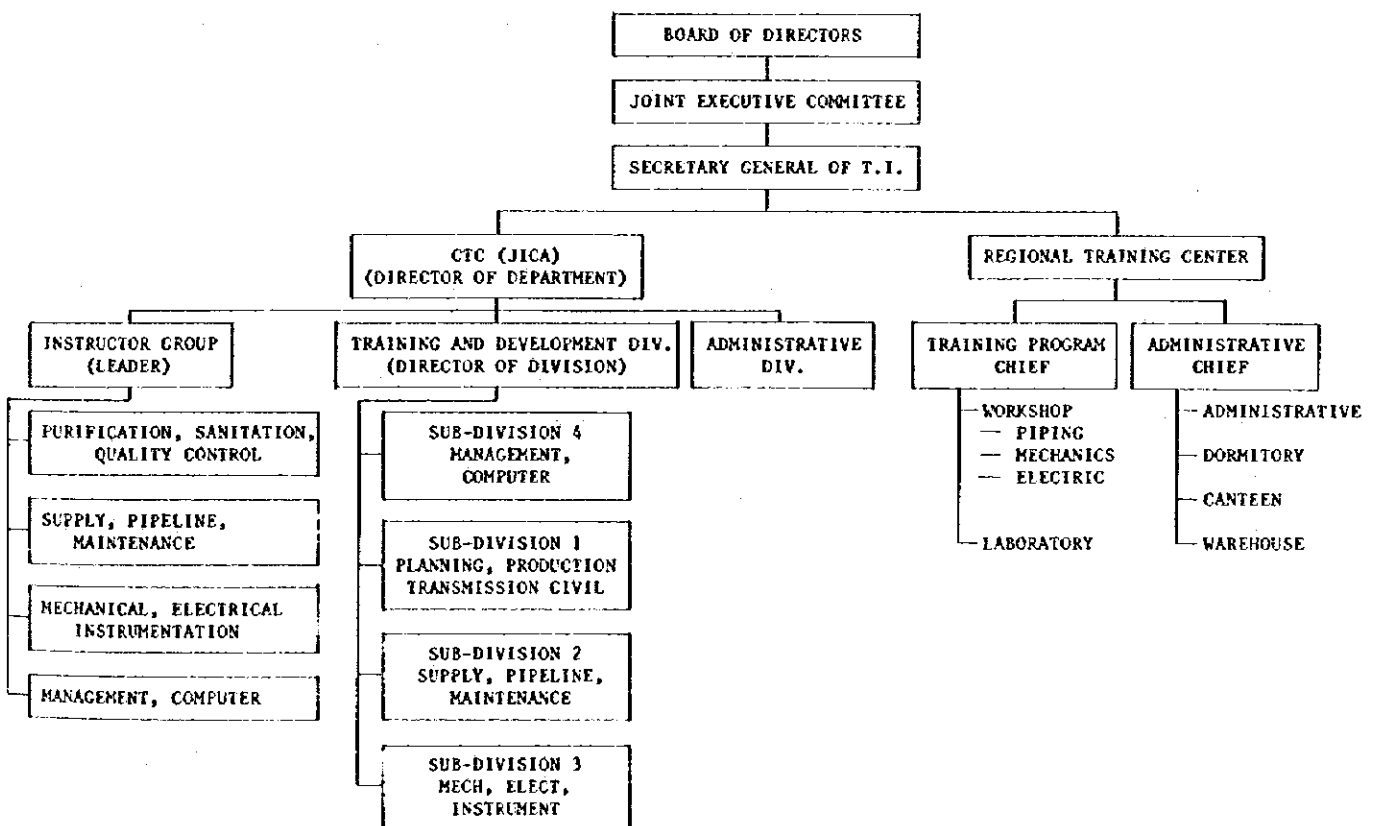 BOARD OF DIRECTORS
JOINT EXECUTIVE COMMITTEE
SECRETARY GENERAL OF T.I.
CTC (JICA)
(DIRECTOR OF DEPARTMENT)
REGIONAL TRAINING CENTER
INSTRUCTOR GROUP
(LEADER)
TRAINING AND DEVELOPMENT DIV.
(DIRECTOR OF DIVISION)
ADMINISTRATIVE
DIV.
TRAINING PROGRAM
CHIEF
ADMINISTRATIVE
CHIEF
PURIFICATION, SANITATION,
QUALITY CONTROL
SUPPLY, PIPELINE,
MAINTENANCE
MECHANICAL, ELECTRICAL
INSTRUMENTATION
MANAGEMENT, COMPUTER
SUB-DIVISION 4
MANAGEMENT,
COMPUTER
SUB-DIVISION 1
PLANNING, PRODUCTION
TRANSMISSION CIVIL
SUB-DIVISION 2
SUPPLY, PIPELINE,
MAINTENANCE
SUB-DIVISION 3
MECH, ELECT,
INSTRUMENT
WORKSHOP
— PIPING
— MECHANICS
— ELECTRIC
LABORATORY
ADMINISTRATIVE
DORMITORY
CANTEEN
WAREHOUSE